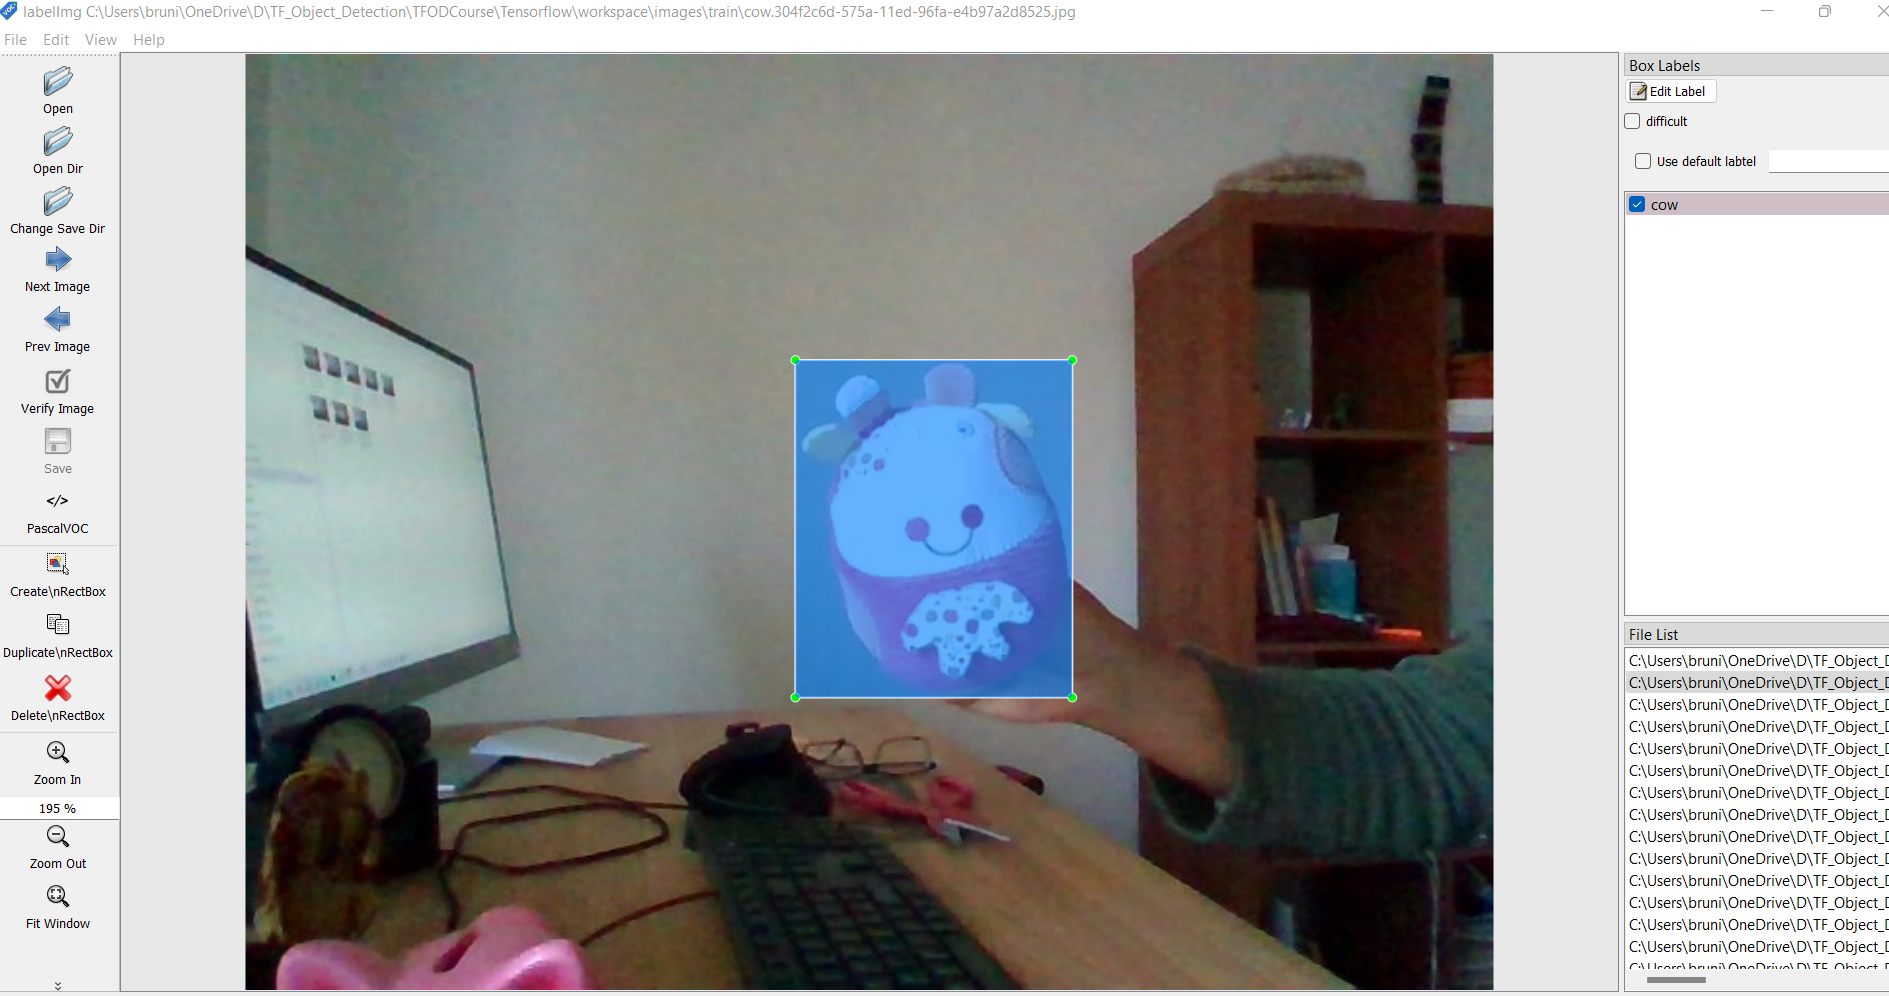 labelImg C:\Users\bruni\OneDrive\D\TF_Object_Detection\TFODCourse\Tensorflow\workspace\images\train\cow.304f2c6d-575a-11ed-96fa-e4b97a2d8525.jpg
File Edit View Help
Open
Open Dir
Change Save Dir
Next Image
Prev Image
Verify Image
Save
</>
PascalVOC
Create\nRectBox
Duplicate\nRectBox
Delete\nRectBox
Zoom In
195 %
Zoom Out
Fit Window
Box Labels
Edit Label
difficult
Use default labtel
cow
File List
C:\Users\bruni\OneDrive\D\TF_Object_D
C:\Users\bruni\OneDrive\D\TF_Object_D
C:\Users\bruni\OneDrive\D\TF_Object_D
C:\Users\bruni\OneDrive\D\TF_Object_D
C:\Users\bruni\OneDrive\D\TF_Object_D
C:\Users\bruni\OneDrive\D\TF_Object_D
C:\Users\bruni\OneDrive\D\TF_Object_D
C:\Users\bruni\OneDrive\D\TF_Object_D
C:\Users\bruni\OneDrive\D\TF_Object_D
C:\Users\bruni\OneDrive\D\TF_Object_D
C:\Users\bruni\OneDrive\D\TF_Object_D
C:\Users\bruni\OneDrive\D\TF_Object_D
C:\Users\bruni\OneDrive\D\TF_Object_D
C:\Users\bruni\OneDrive\D\TF_Object_D